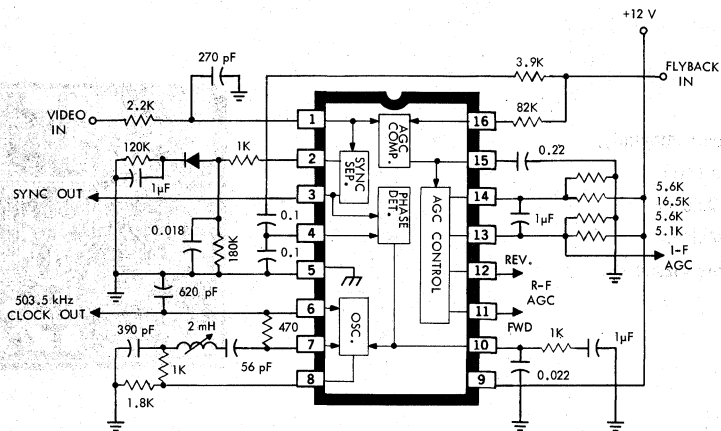 +12 V
270 pF
3.9K
FLYBACK IN
VIDEO IN
2.2K
82K
1
16
AGC COMP.
120K
1K
2
15
0.22
SYNC SEP.
1µF
SYNC OUT
3
14
5.6K
PHASE DET.
AGC CONTROL
16.5K
0.1
1µF
5.6K
0.018
180K
4
13
5.1K
0.1
I-F AGC
5
12
REV.
R-F AGC
620 pF
503.5 kHz CLOCK OUT
6
11
FWD
390 pF
2 mH
470
OSC.
7
10
1K
1µF
1K
56 pF
0.022
8
9
1.8K